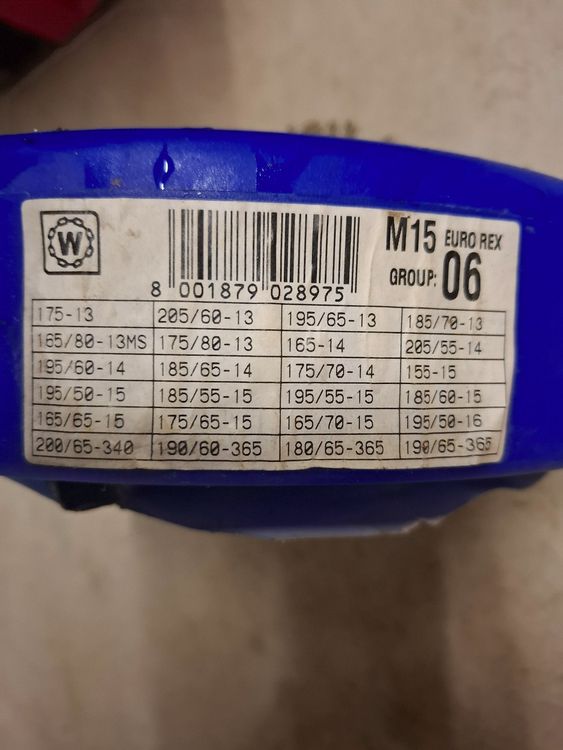 W
M15 EURO REX
GROUP: 06
8 001879 028975
175-13 205/60-13 195/65-13 185/70-13
165/80-13MS 175/80-13 165-14 205/55-14
195/60-14 185/65-14 175/70-14 155-15
195/50-15 185/55-15 195/55-15 185/60-15
165/65-15 175/65-15 165/70-15 195/50-16
200/65-340 190/60-365 180/65-365 190/65-365